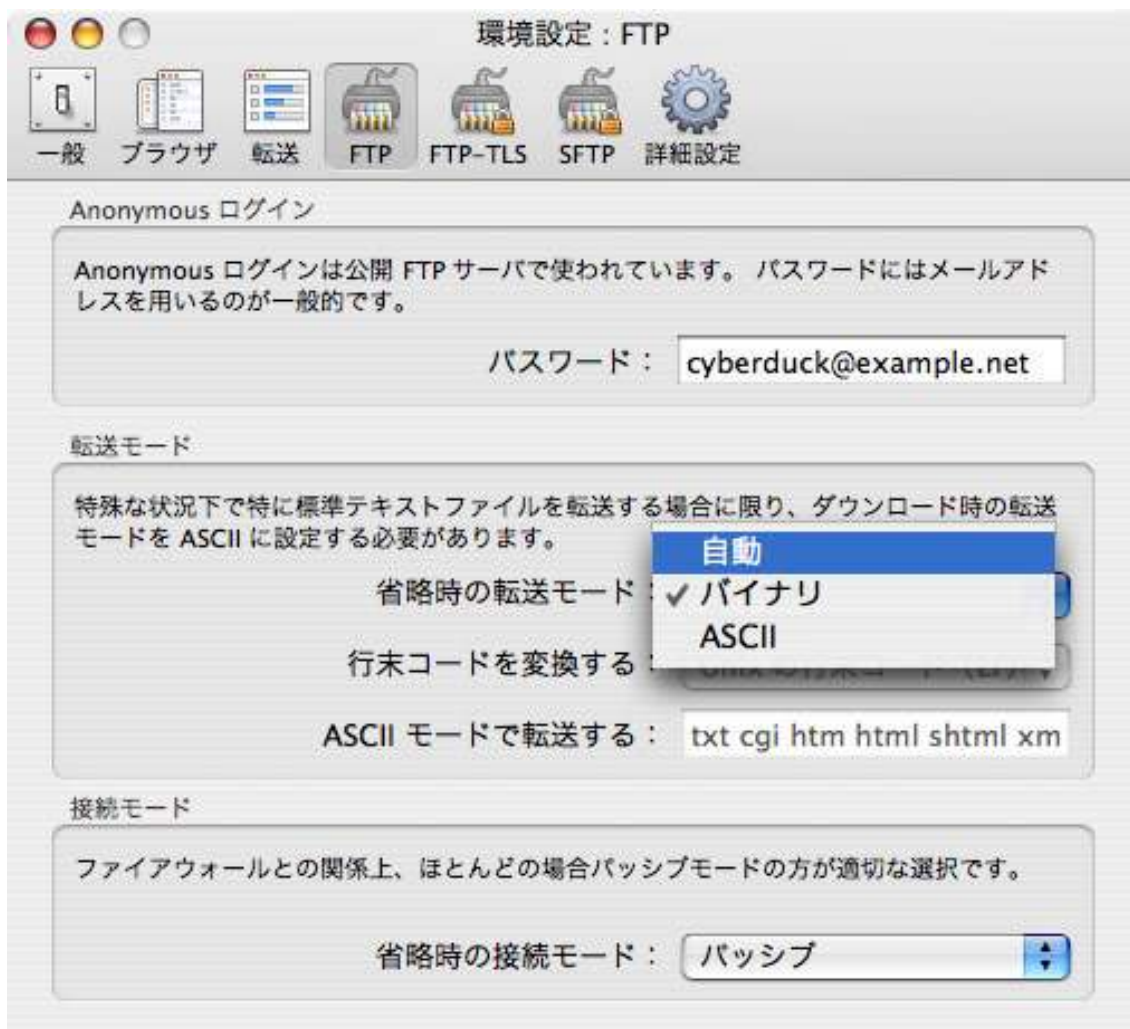 環境設定：FTP
一般 ブラウザ 転送 FTP FTP-TLS SFTP 詳細設定
Anonymous ログイン
Anonymous ログインは公開 FTP サーバで使われています。 パスワードにはメールアド
レスを用いるのが一般的です。
パスワード： cyberduck@example.net
転送モード
特殊な状況下で特に標準テキストファイルを転送する場合に限り、ダウンロード時の転送
モードを ASCII に設定する必要があります。
自動
省略時の転送モード： ✓ バイナリ
ASCII
行末コードを変換する：
ASCII モードで転送する： txt cgi htm html shtml xm
接続モード
ファイアウォールとの関係上、ほとんどの場合パッシブモードの方が適切な選択です。
省略時の接続モード： パッシブ